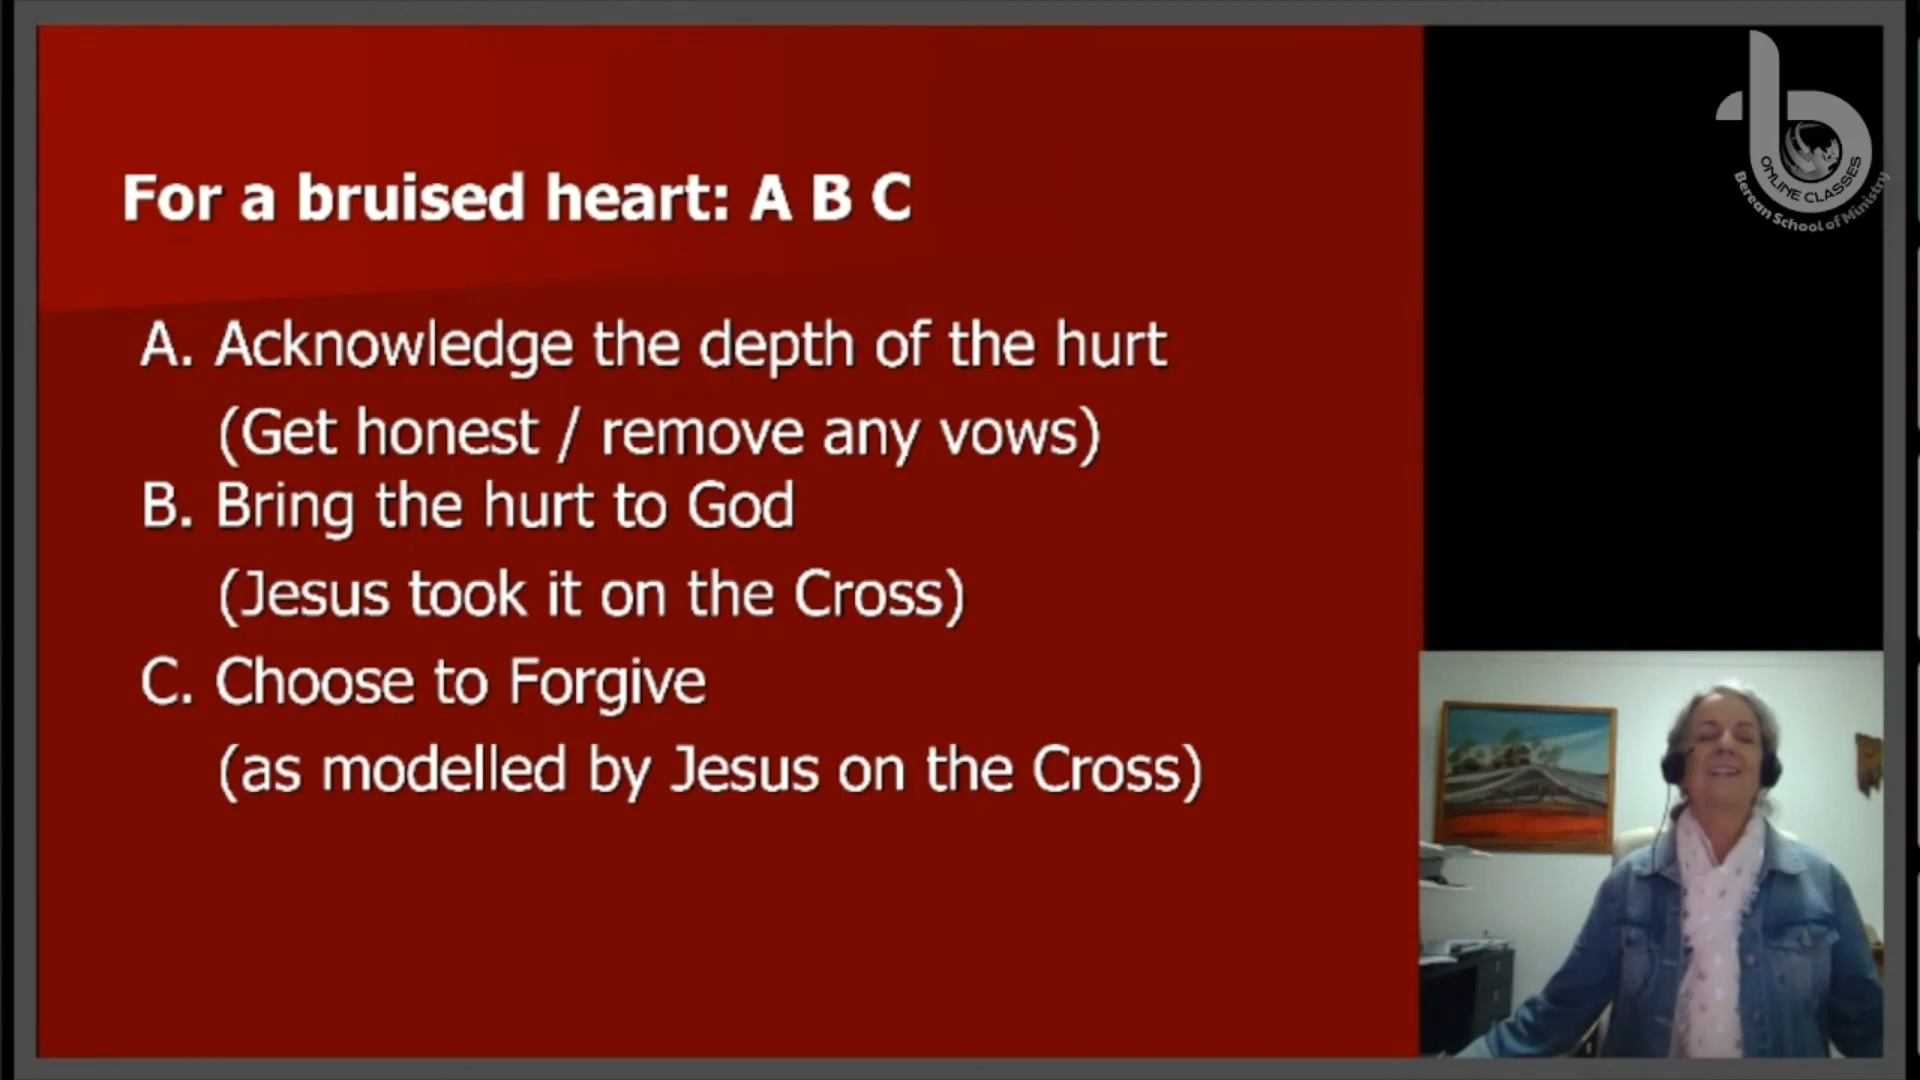 For a bruised heart: A B C
A. Acknowledge the depth of the hurt
(Get honest / remove any vows)
B. Bring the hurt to God
(Jesus took it on the Cross)
C. Choose to Forgive
(as modelled by Jesus on the Cross)
ONLINE CLASSES
Berean School of Ministry